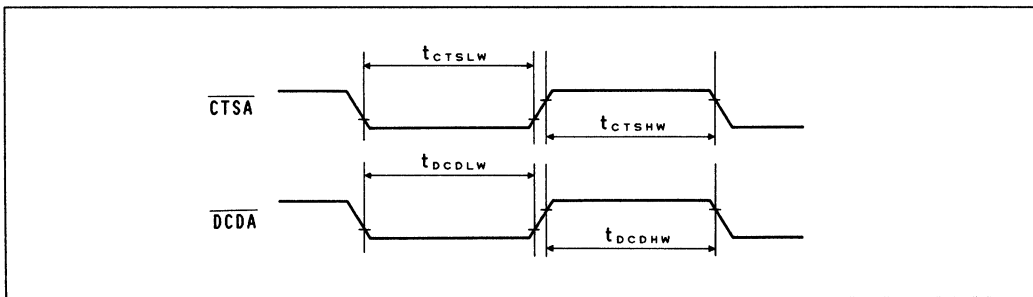 tCTSLW
CTSA
tCTSHW
tDCDLW
DCDA
tDCDHW